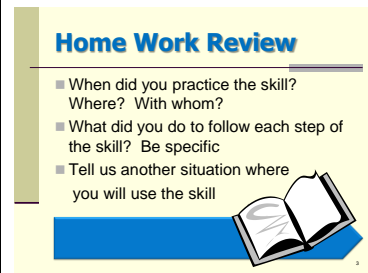 Home Work Review
When did you practice the skill?
Where? With whom?
What did you do to follow each step of
the skill? Be specific
Tell us another situation where
you will use the skill
3